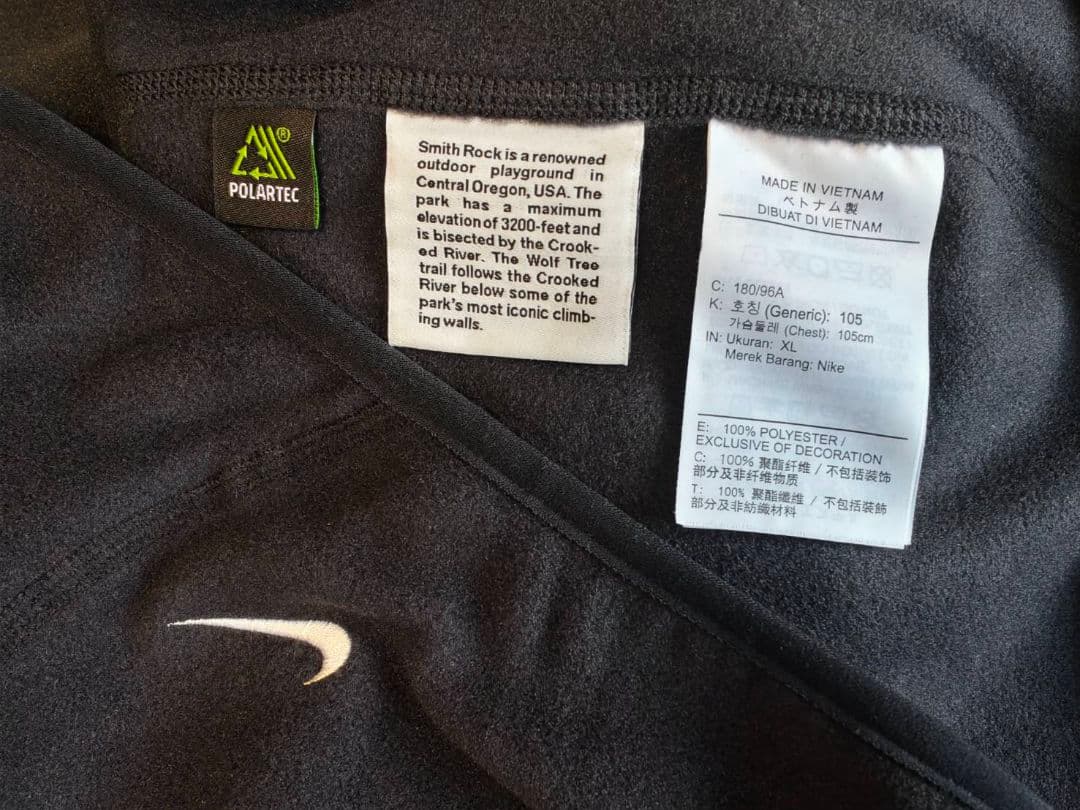 ®
POLARTEC
Smith Rock is a renowned
outdoor playground in
Central Oregon, USA. The
park has a maximum
elevation of 3200-feet and
is bisected by the Crook-
ed River. The Wolf Tree
trail follows the Crooked
River below some of the
park's most iconic climb-
ing walls.
MADE IN VIETNAM
ベトナム製
DIBUAT DI VIETNAM
C: 180/96A
K: 호칭 (Generic): 105
가슴둘레 (Chest): 105cm
IN: Ukuran: XL
Merek Barang: Nike
E: 100% POLYESTER /
EXCLUSIVE OF DECORATION
C: 100% 聚酯纤维 / 不包括装饰
部分及非纤维物质
T: 100% 聚酯纖維 / 不包括裝飾
部分及非紡織材料